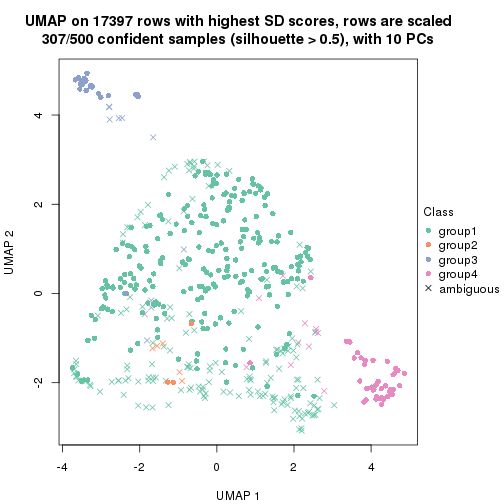 UMAP on 17397 rows with highest SD scores, rows are scaled
307/500 confident samples (silhouette > 0.5), with 10 PCs
4
2
0
-2
UMAP 2
-4
-2
0
2
4
UMAP 1
Class
group1
group2
group3
group4
ambiguous